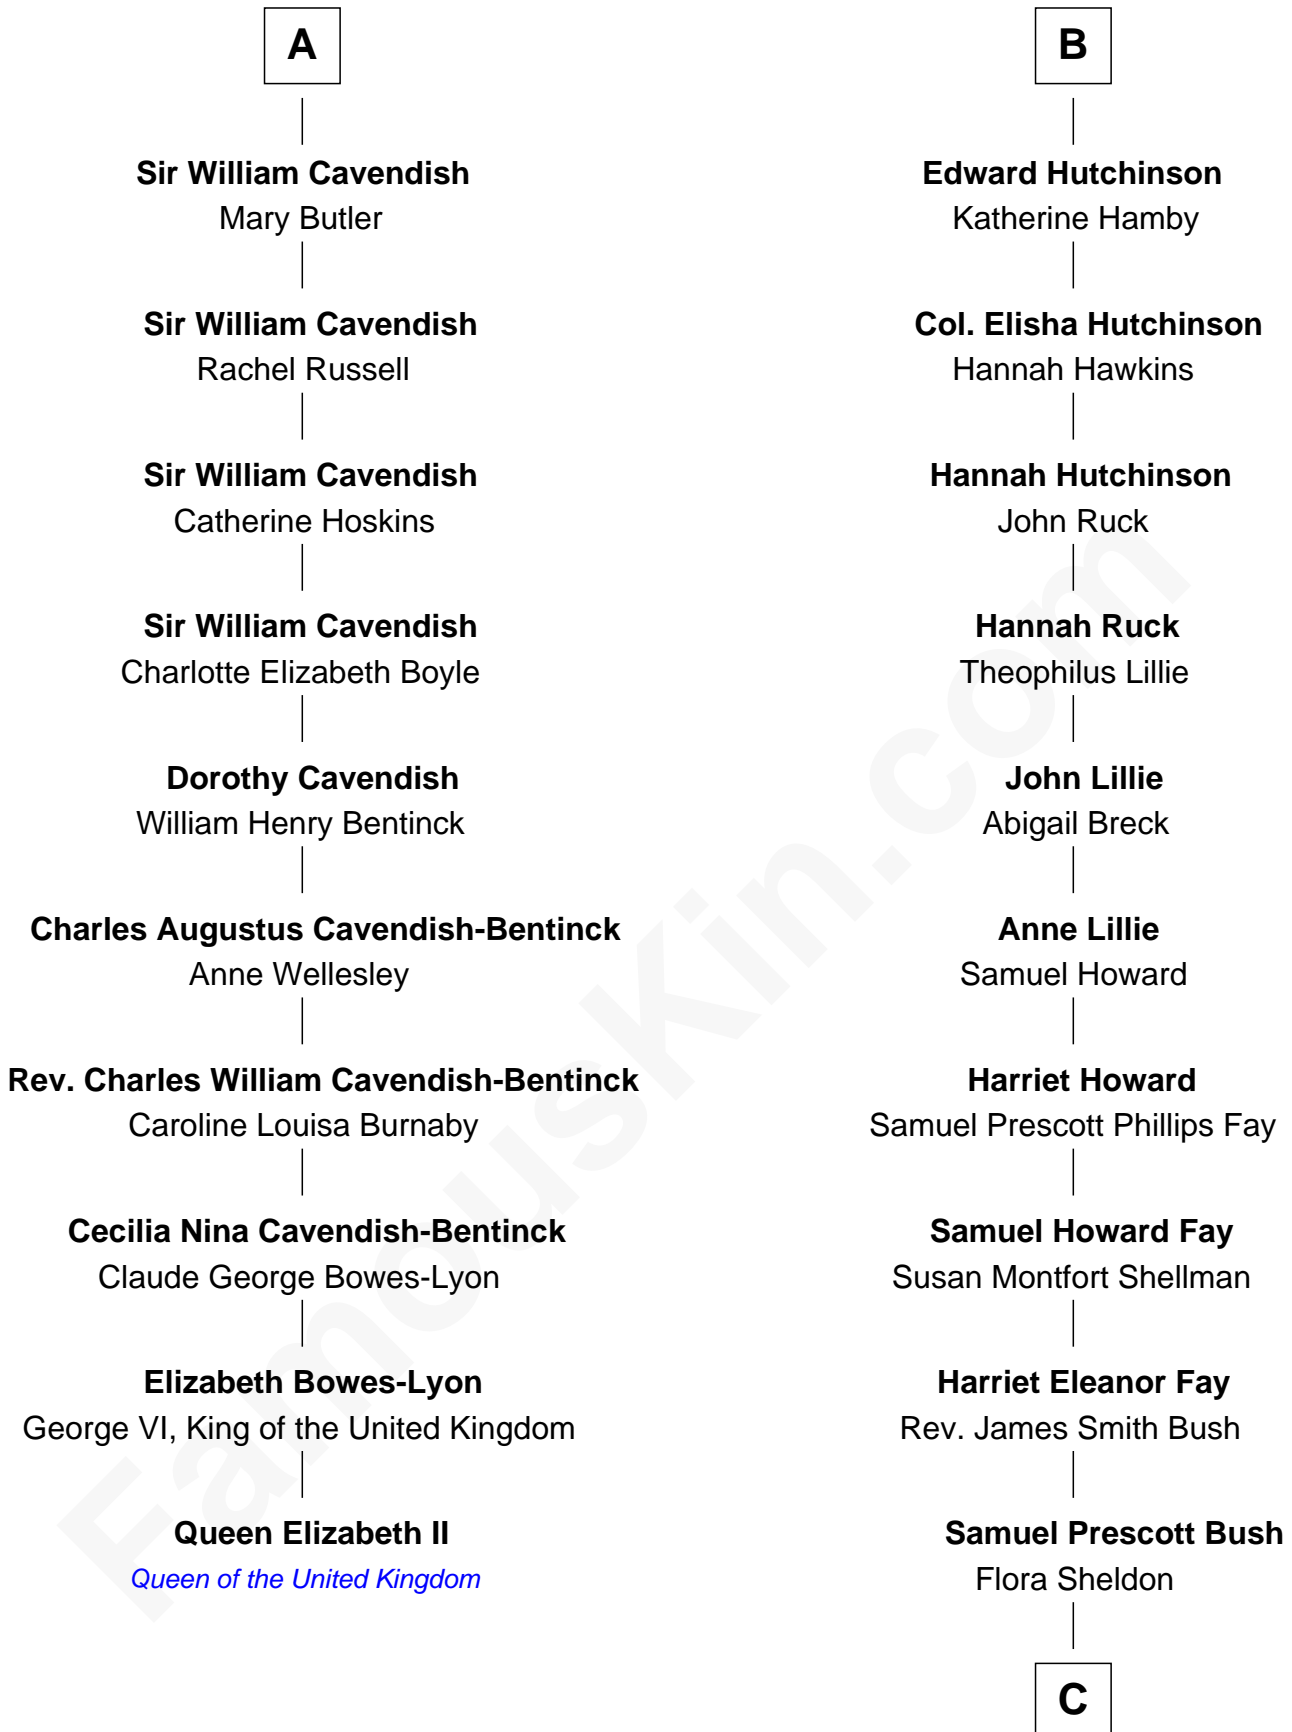 A
Sir William Cavendish
Mary Butler
Sir William Cavendish
Rachel Russell
Sir William Cavendish
Catherine Hoskins
Sir William Cavendish
Charlotte Elizabeth Boyle
Dorothy Cavendish
William Henry Bentinck
Charles Augustus Cavendish-Bentinck
Anne Wellesley
Rev. Charles William Cavendish-Bentinck
Caroline Louisa Burnaby
Cecilia Nina Cavendish-Bentinck
Claude George Bowes-Lyon
Elizabeth Bowes-Lyon
George VI, King of the United Kingdom
Queen Elizabeth II
Queen of the United Kingdom
B
Edward Hutchinson
Katherine Hamby
Col. Elisha Hutchinson
Hannah Hawkins
Hannah Hutchinson
John Ruck
Hannah Ruck
Theophilus Lillie
John Lillie
Abigail Breck
Anne Lillie
Samuel Howard
Harriet Howard
Samuel Prescott Phillips Fay
Samuel Howard Fay
Susan Montfort Shellman
Harriet Eleanor Fay
Rev. James Smith Bush
Samuel Prescott Bush
Flora Sheldon
C
FamousKin.com